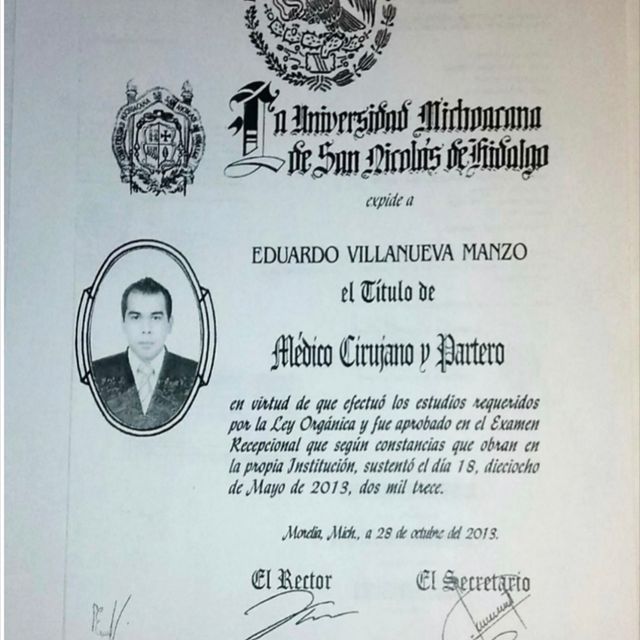 La Universidad Michoacana
de San Nicolás de Hidalgo
expide a
EDUARDO VILLANUEVA MANZO
el Título de
Médico Cirujano y Partero
en virtud de que efectuó los estudios requeridos
por la Ley Orgánica y fue aprobado en el Examen
Recepcional que según constancias que obran en
la propia Institución, sustentó el día 18, dieciocho
de Mayo de 2013, dos mil trece.
Morelia, Mich., a 28 de octubre del 2013.
El Rector El Secretario